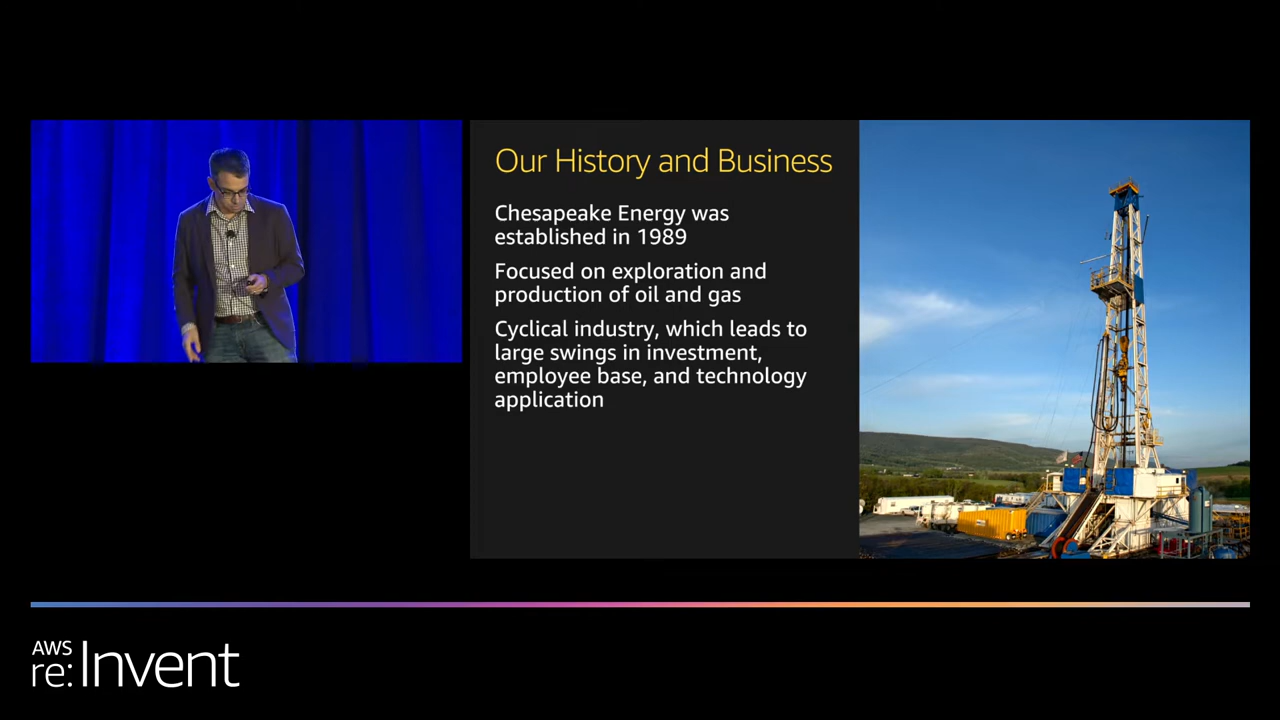 Our History and Business
Chesapeake Energy was
established in 1989
Focused on exploration and
production of oil and gas
Cyclical industry, which leads to
large swings in investment,
employee base, and technology
application
AWS
re:Invent